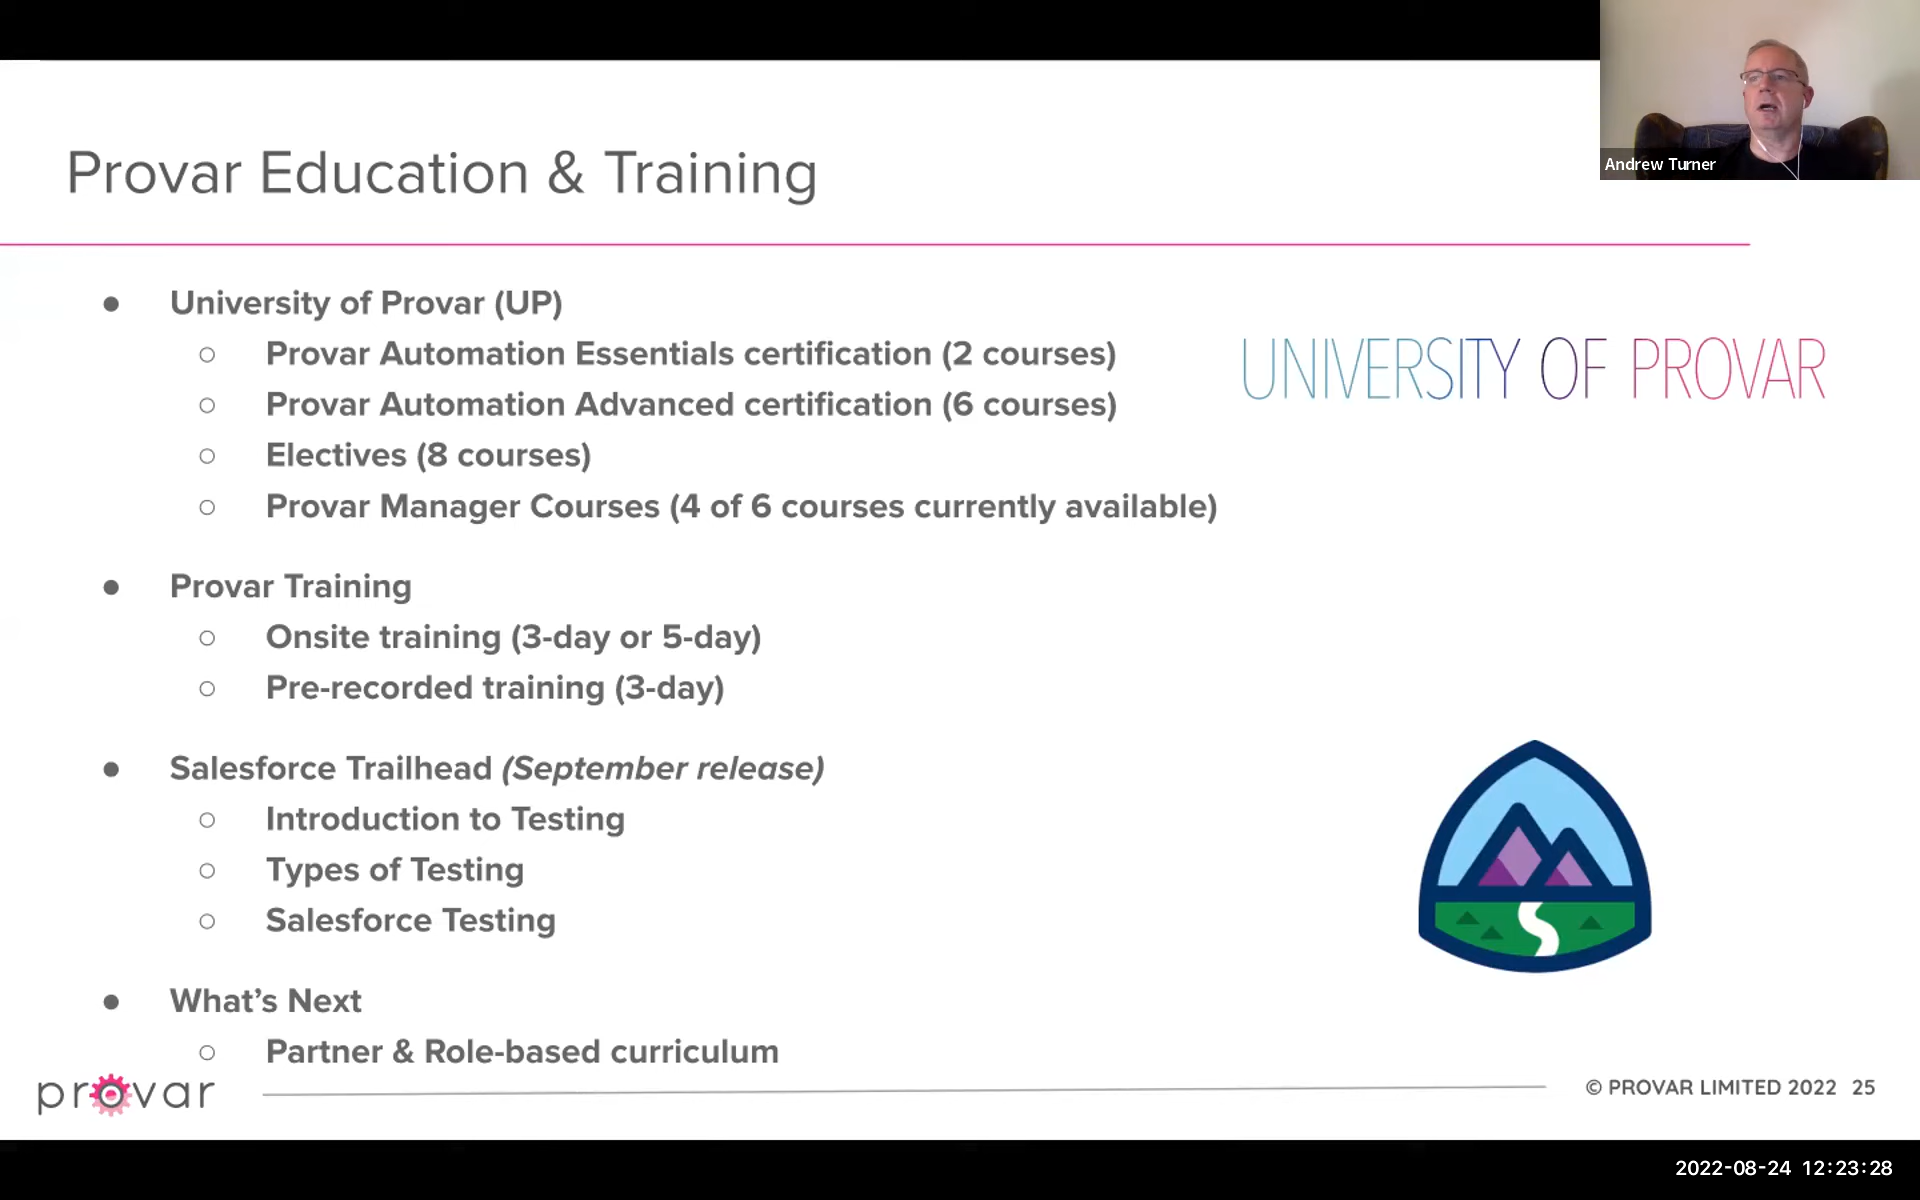 Andrew Turner
Provar Education & Training
● University of Provar (UP)
○ Provar Automation Essentials certification (2 courses)
○ Provar Automation Advanced certification (6 courses)
○ Electives (8 courses)
○ Provar Manager Courses (4 of 6 courses currently available)
UNIVERSITY OF PROVAR
● Provar Training
○ Onsite training (3-day or 5-day)
○ Pre-recorded training (3-day)
● Salesforce Trailhead (September release)
○ Introduction to Testing
○ Types of Testing
○ Salesforce Testing
● What’s Next
○ Partner & Role-based curriculum
provar
© PROVAR LIMITED 2022 25
2022-08-24 12:23:28